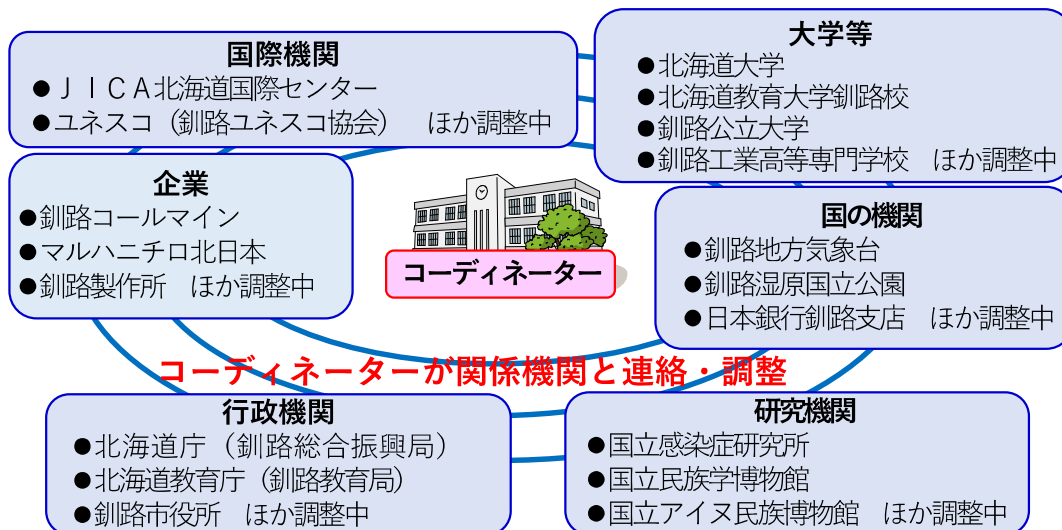 国際機関
●ＪＩＣＡ北海道国際センター
●ユネスコ（釧路ユネスコ協会）　ほか調整中
大学等
●北海道大学
●北海道教育大学釧路校
●釧路公立大学
●釧路工業高等専門学校　ほか調整中
企業
●釧路コールマイン
●マルハニチロ北日本
●釧路製作所　ほか調整中
コーディネーター
国の機関
●釧路地方気象台
●釧路湿原国立公園
●日本銀行釧路支店　ほか調整中
コーディネーターが関係機関と連絡・調整
行政機関
●北海道庁（釧路総合振興局）
●北海道教育庁（釧路教育局）
●釧路市役所　ほか調整中
研究機関
●国立感染症研究所
●国立民族学博物館
●国立アイヌ民族博物館　ほか調整中